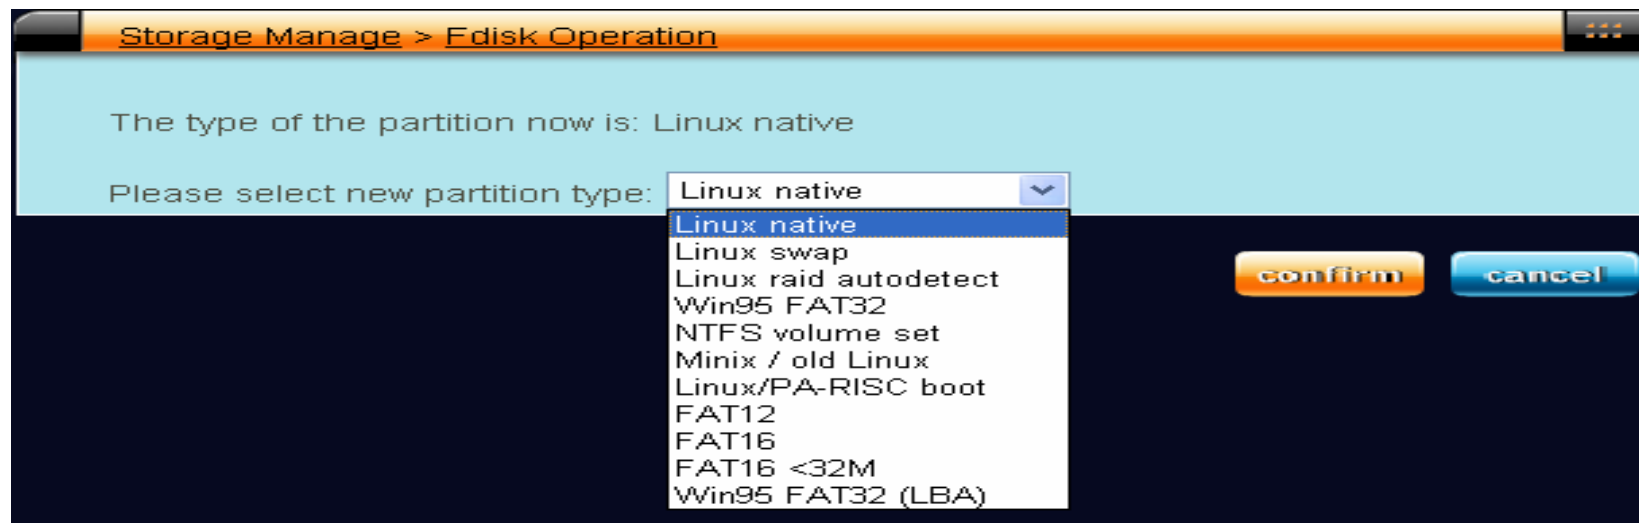 Storage Manage > Fdisk Operation
The type of the partition now is: Linux native
Please select new partition type: Linux native
Linux native
Linux swap
Linux raid autodetect
Win95 FAT32
NTFS volume set
Minix / old Linux
Linux/PA-RISC boot
FAT12
FAT16
FAT16 <32M
Win95 FAT32 (LBA)
confirm cancel